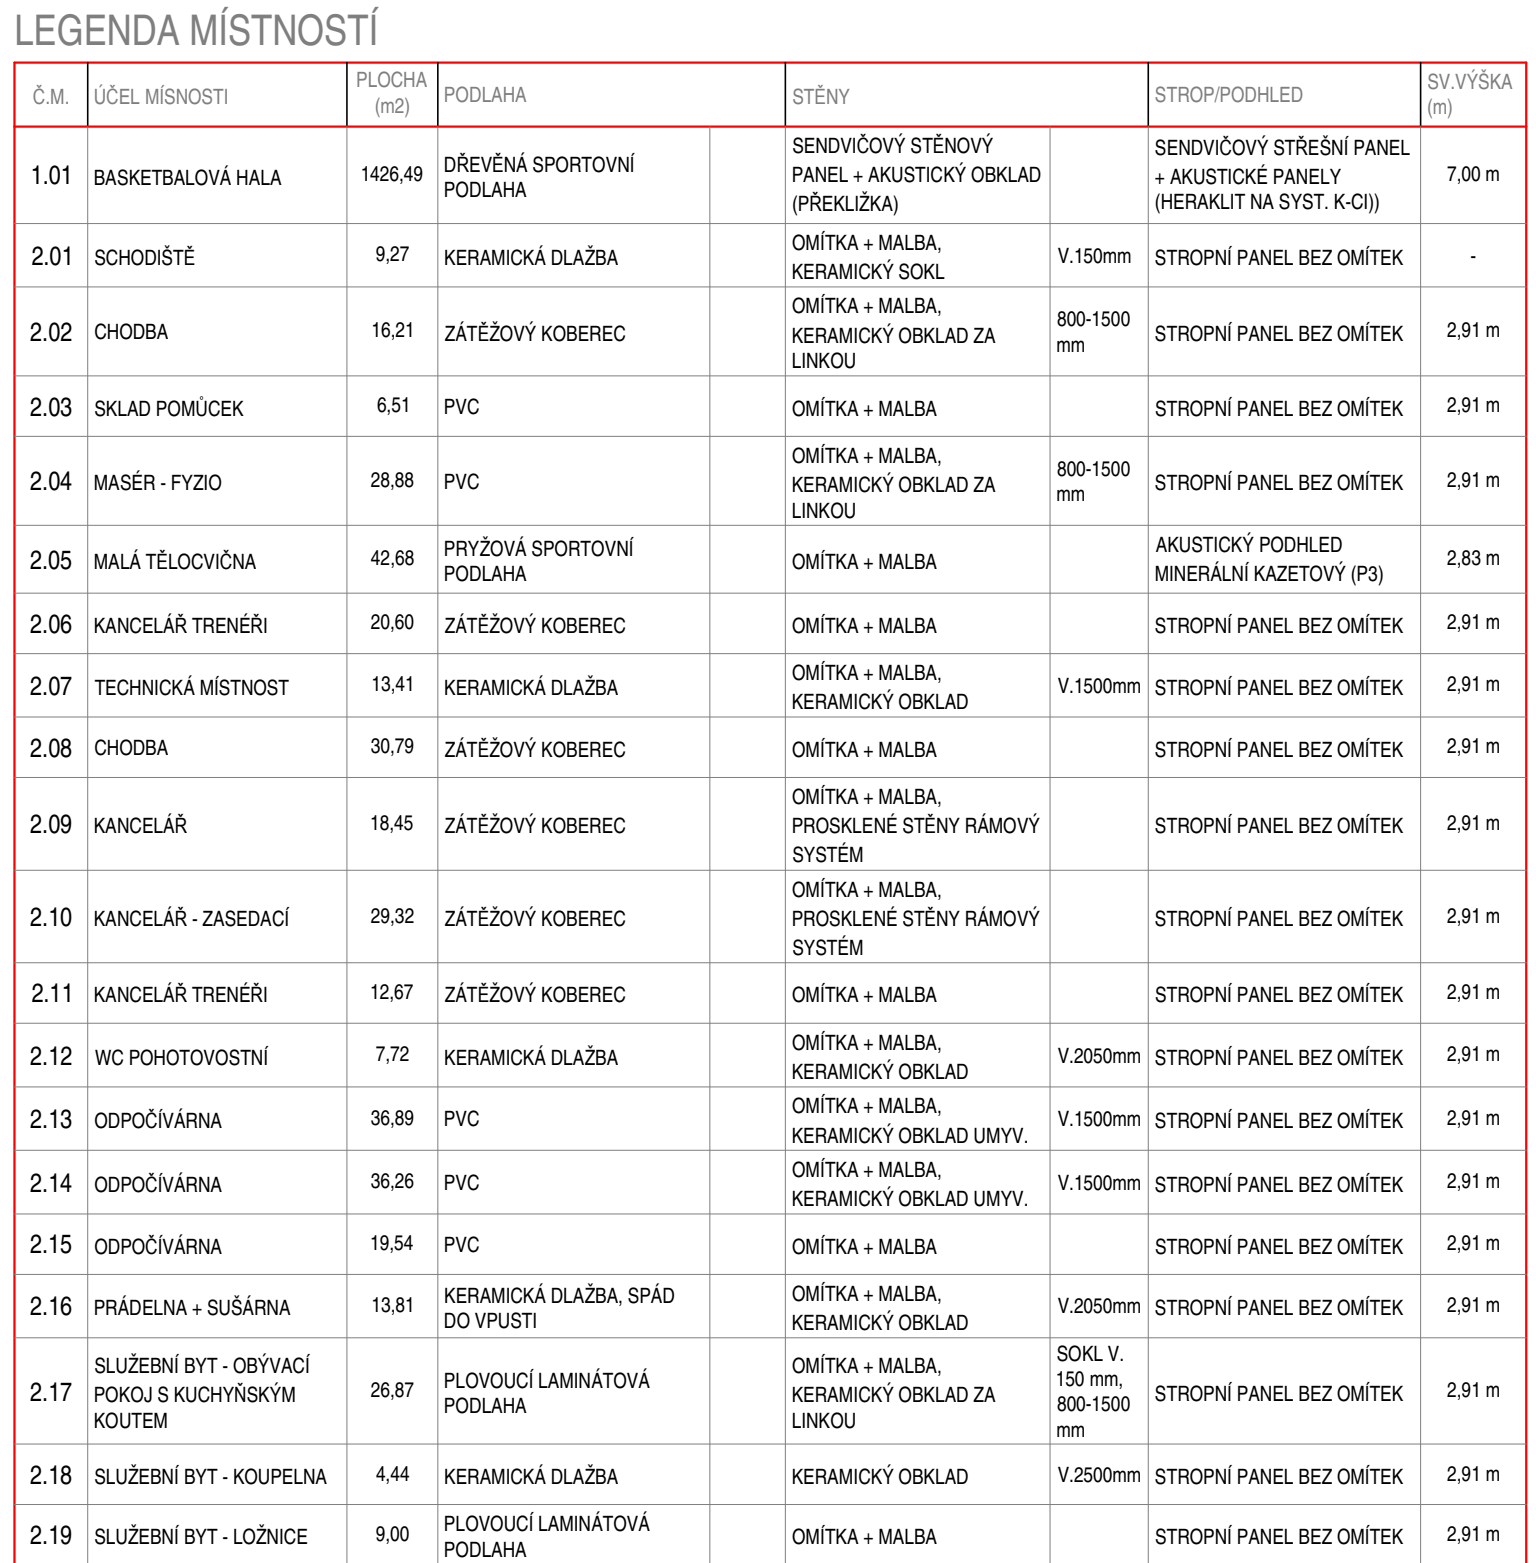 LEGENDA MÍSTNOSTÍ
Č.M. ÚČEL MÍSNOSTI PLOCHA (m2) PODLAHA STĚNY STROP/PODHLED SV.VÝŠKA (m)
1.01 BASKETBALOVÁ HALA 1426,49 DŘEVĚNÁ SPORTOVNÍ PODLAHA SENDVIČOVÝ STĚNOVÝ PANEL + AKUSTICKÝ OBKLAD (PŘEKLIŽKA) SENDVIČOVÝ STŘEŠNÍ PANEL + AKUSTICKÉ PANELY (HERAKLIT NA SYST. K-CI)) 7,00 m
2.01 SCHODIŠTĚ 9,27 KERAMICKÁ DLAŽBA OMÍTKA + MALBA, KERAMICKÝ SOKL V.150mm STROPNÍ PANEL BEZ OMÍTEK -
2.02 CHODBA 16,21 ZÁTĚŽOVÝ KOBEREC OMÍTKA + MALBA, KERAMICKÝ OBKLAD ZA LINKOU 800-1500 mm STROPNÍ PANEL BEZ OMÍTEK 2,91 m
2.03 SKLAD POMŮCEK 6,51 PVC OMÍTKA + MALBA STROPNÍ PANEL BEZ OMÍTEK 2,91 m
2.04 MASÉR - FYZIO 28,88 PVC OMÍTKA + MALBA, KERAMICKÝ OBKLAD ZA LINKOU 800-1500 mm STROPNÍ PANEL BEZ OMÍTEK 2,91 m
2.05 MALÁ TĚLOCVIČNA 42,68 PRYŽOVÁ SPORTOVNÍ PODLAHA OMÍTKA + MALBA AKUSTICKÝ PODHLED MINERÁLNÍ KAZETOVÝ (P3) 2,83 m
2.06 KANCELÁŘ TRENÉŘI 20,60 ZÁTĚŽOVÝ KOBEREC OMÍTKA + MALBA STROPNÍ PANEL BEZ OMÍTEK 2,91 m
2.07 TECHNICKÁ MÍSTNOST 13,41 KERAMICKÁ DLAŽBA OMÍTKA + MALBA, KERAMICKÝ OBKLAD V.1500mm STROPNÍ PANEL BEZ OMÍTEK 2,91 m
2.08 CHODBA 30,79 ZÁTĚŽOVÝ KOBEREC OMÍTKA + MALBA STROPNÍ PANEL BEZ OMÍTEK 2,91 m
2.09 KANCELÁŘ 18,45 ZÁTĚŽOVÝ KOBEREC OMÍTKA + MALBA, PROSKLENÉ STĚNY RÁMOVÝ SYSTÉM STROPNÍ PANEL BEZ OMÍTEK 2,91 m
2.10 KANCELÁŘ - ZASEDACÍ 29,32 ZÁTĚŽOVÝ KOBEREC OMÍTKA + MALBA, PROSKLENÉ STĚNY RÁMOVÝ SYSTÉM STROPNÍ PANEL BEZ OMÍTEK 2,91 m
2.11 KANCELÁŘ TRENÉŘI 12,67 ZÁTĚŽOVÝ KOBEREC OMÍTKA + MALBA STROPNÍ PANEL BEZ OMÍTEK 2,91 m
2.12 WC POHOTOVOSTNÍ 7,72 KERAMICKÁ DLAŽBA OMÍTKA + MALBA, KERAMICKÝ OBKLAD V.2050mm STROPNÍ PANEL BEZ OMÍTEK 2,91 m
2.13 ODPOČÍVÁRNA 36,89 PVC OMÍTKA + MALBA, KERAMICKÝ OBKLAD UMYV. V.1500mm STROPNÍ PANEL BEZ OMÍTEK 2,91 m
2.14 ODPOČÍVÁRNA 36,26 PVC OMÍTKA + MALBA, KERAMICKÝ OBKLAD UMYV. V.1500mm STROPNÍ PANEL BEZ OMÍTEK 2,91 m
2.15 ODPOČÍVÁRNA 19,54 PVC OMÍTKA + MALBA STROPNÍ PANEL BEZ OMÍTEK 2,91 m
2.16 PRÁDELNA + SUŠÁRNA 13,81 KERAMICKÁ DLAŽBA, SPÁD DO VPUSTI OMÍTKA + MALBA, KERAMICKÝ OBKLAD V.2050mm STROPNÍ PANEL BEZ OMÍTEK 2,91 m
2.17 SLUŽEBNÍ BYT - OBÝVACÍ POKOJ S KUCHYŇSKÝM KOUTEM 26,87 PLOVOUCÍ LAMINÁTOVÁ PODLAHA OMÍTKA + MALBA, KERAMICKÝ OBKLAD ZA LINKOU SOKL V. 150 mm, 800-1500 mm STROPNÍ PANEL BEZ OMÍTEK 2,91 m
2.18 SLUŽEBNÍ BYT - KOUPELNA 4,44 KERAMICKÁ DLAŽBA KERAMICKÝ OBKLAD V.2500mm STROPNÍ PANEL BEZ OMÍTEK 2,91 m
2.19 SLUŽEBNÍ BYT - LOŽNICE 9,00 PLOVOUCÍ LAMINÁTOVÁ PODLAHA OMÍTKA + MALBA STROPNÍ PANEL BEZ OMÍTEK 2,91 m